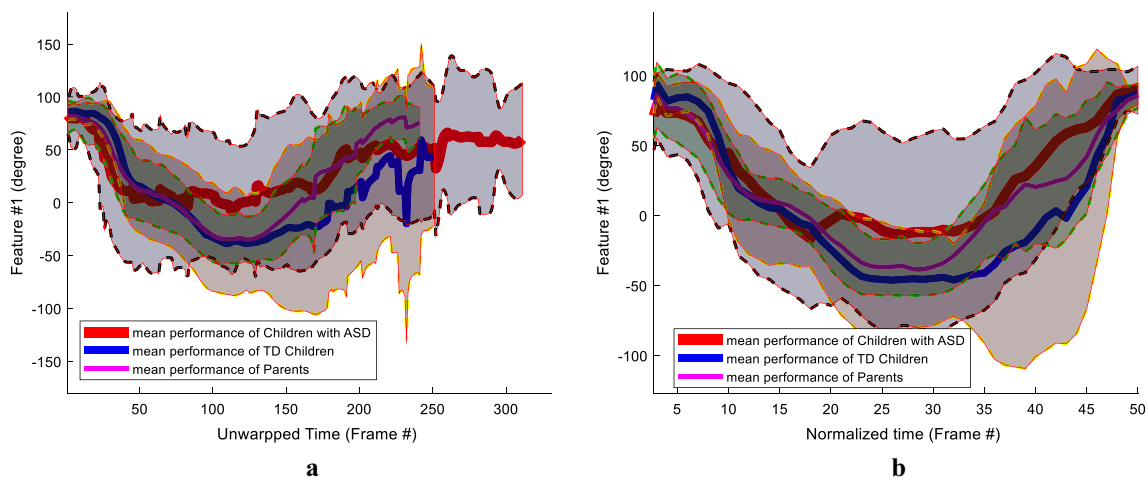 150
100
50
0
-50
-100
-150
Feature #1 (degree)
mean performance of Children with ASD
mean performance of TD Children
mean performance of Parents
50 100 150 200 250 300
Unwarpped Time (Frame #)
a
100
50
0
-50
-100
Feature #1 (degree)
mean performance of Children with ASD
mean performance of TD Children
mean performance of Parents
5 10 15 20 25 30 35 40 45 50
Normalized time (Frame #)
b